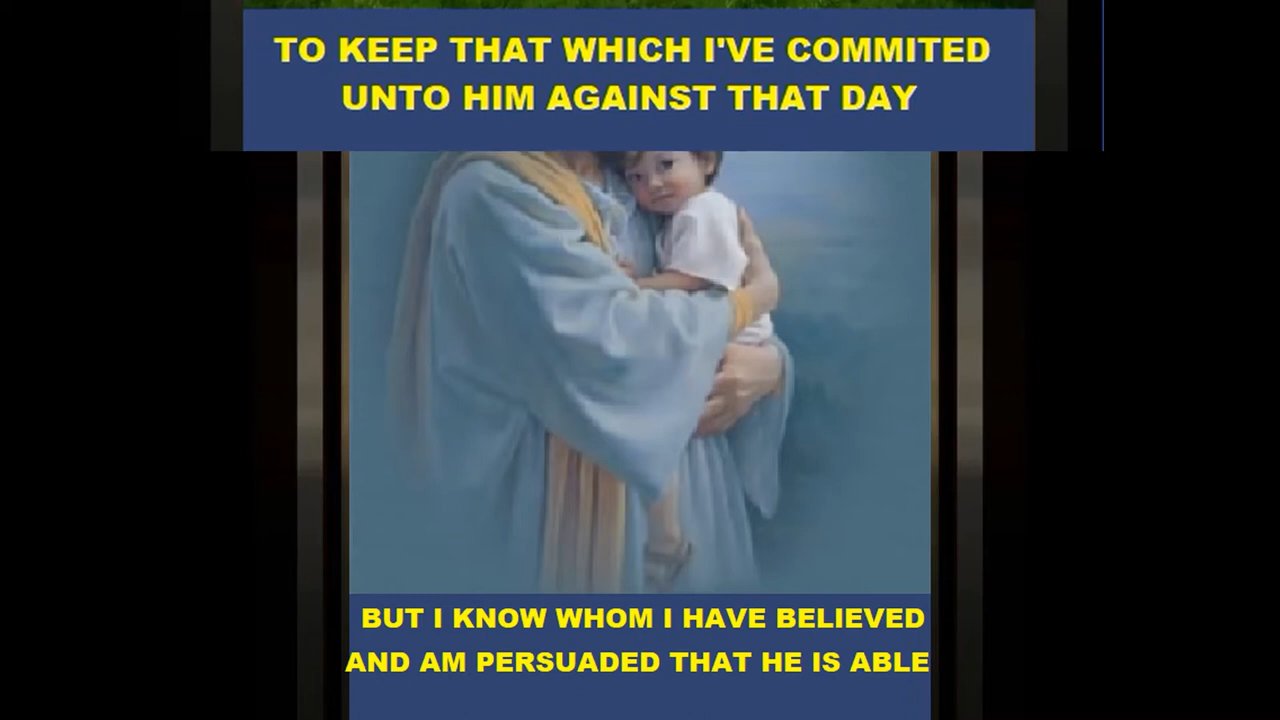 TO KEEP THAT WHICH I'VE COMMITED
UNTO HIM AGAINST THAT DAY
BUT I KNOW WHOM I HAVE BELIEVED
AND AM PERSUADED THAT HE IS ABLE